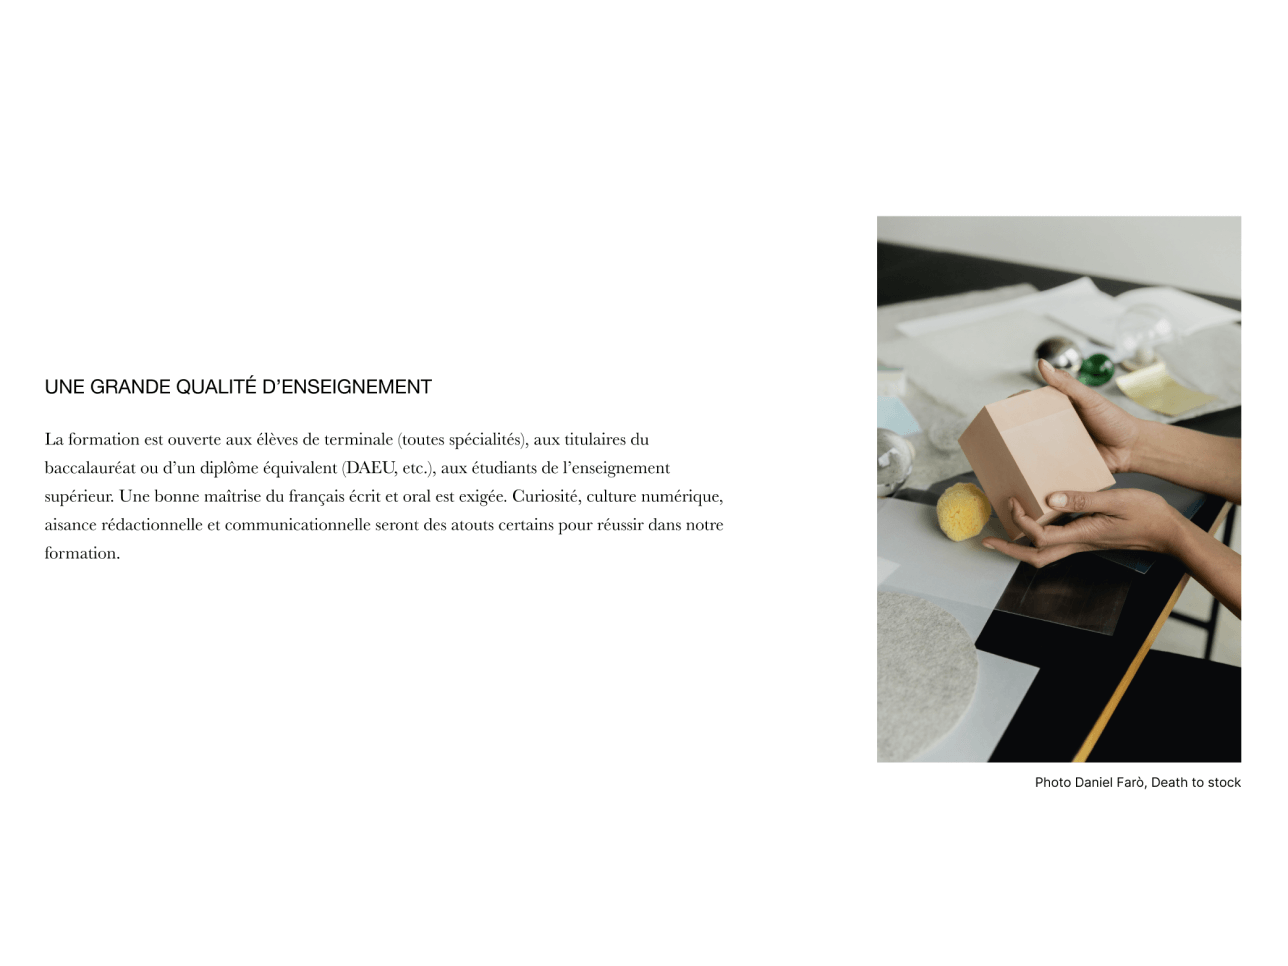 UNE GRANDE QUALITÉ D’ENSEIGNEMENT
La formation est ouverte aux élèves de terminale (toutes spécialités), aux titulaires du
baccalauréat ou d’un diplôme équivalent (DAEU, etc.), aux étudiants de l’enseignement
supérieur. Une bonne maîtrise du français écrit et oral est exigée. Curiosité, culture numérique,
aisance rédactionnelle et communicationnelle seront des atouts certains pour réussir dans notre
formation.
Photo Daniel Farò, Death to stock